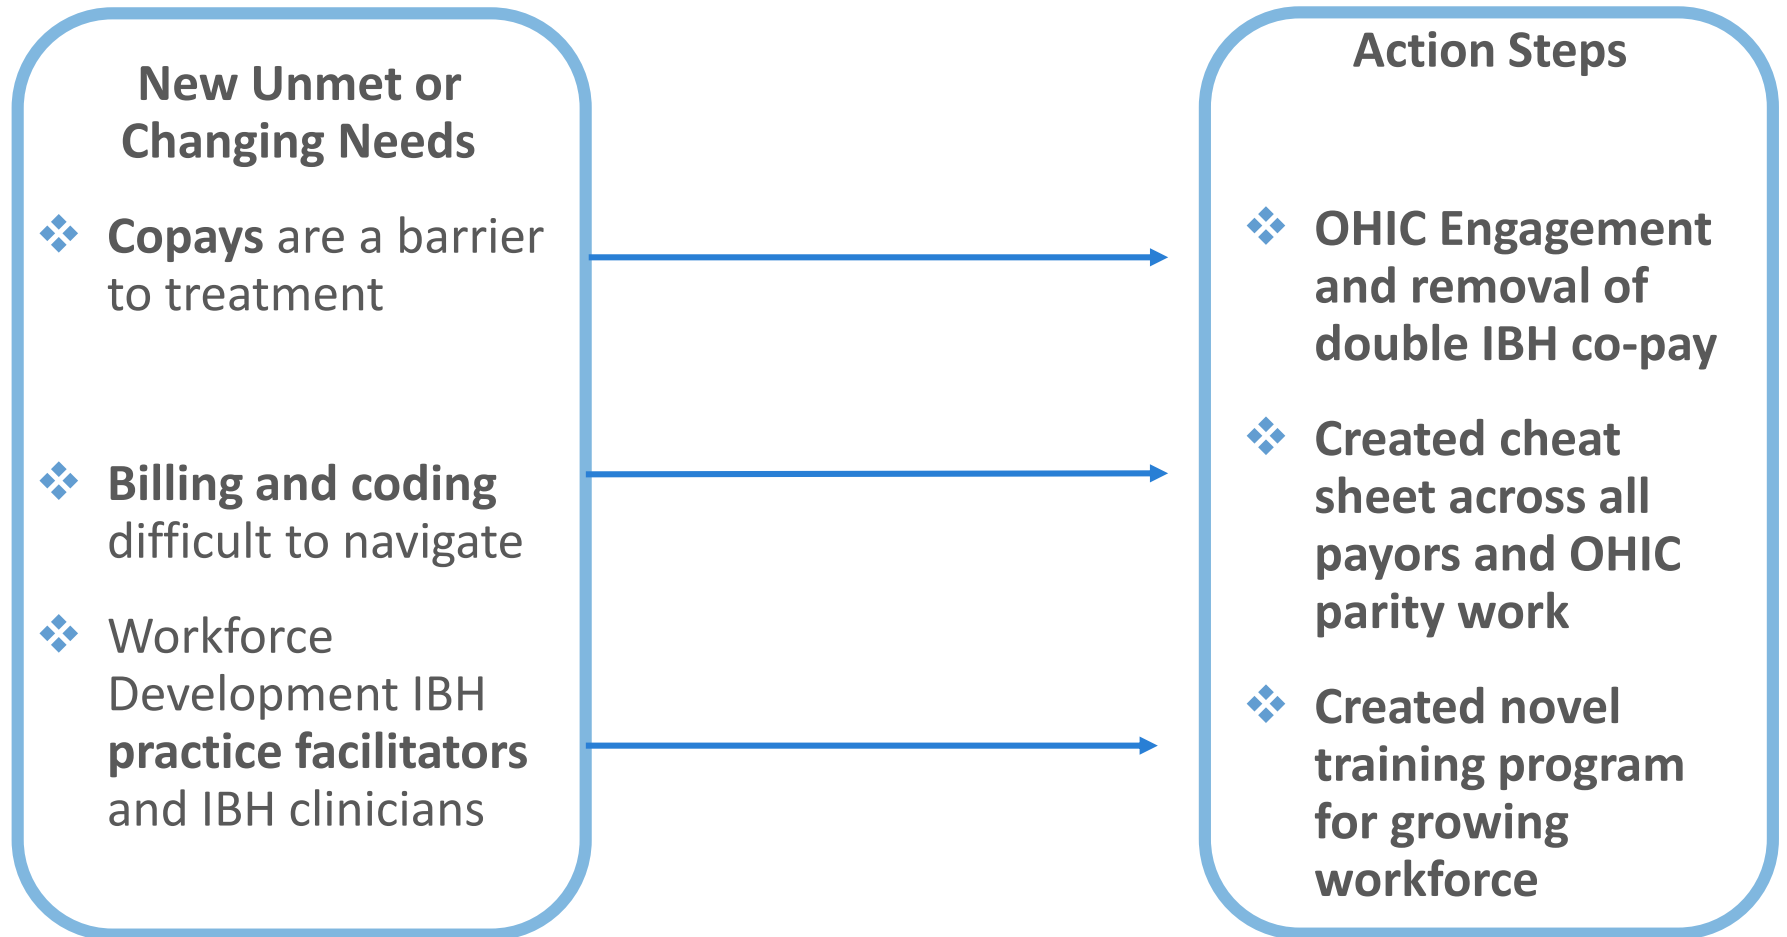 New Unmet or
Changing Needs
Copays are a barrier
to treatment
Billing and coding
difficult to navigate
Workforce
Development IBH
practice facilitators
and IBH clinicians
Action Steps
OHIC Engagement
and removal of
double IBH co-pay
Created cheat
sheet across all
payors and OHIC
parity work
Created novel
training program
for growing
workforce